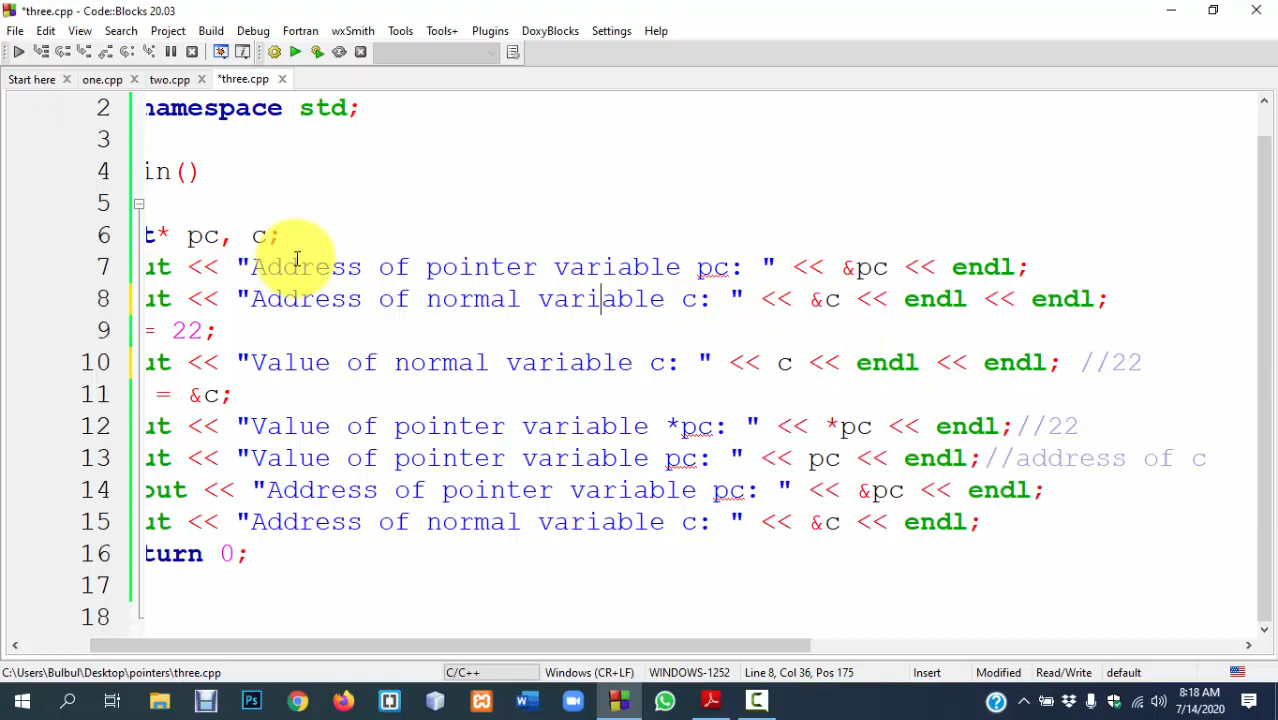 *three.cpp - Code::Blocks 20.03
File Edit View Search Project Build Debug Fortran wxSmith Tools Tools+ Plugins DoxyBlocks Settings Help
Start here one.cpp two.cpp *three.cpp
2 namespace std;
3
4 in()
5
6 t* pc, c;
7 ut << "Address of pointer variable pc: " << &pc << endl;
8 ut << "Address of normal variable c: " << &c << endl << endl;
9 = 22;
10 ut << "Value of normal variable c: " << c << endl << endl; //22
11 = &c;
12 ut << "Value of pointer variable *pc: " << *pc << endl;//22
13 ut << "Value of pointer variable pc: " << pc << endl;//address of c
14 out << "Address of pointer variable pc: " << &pc << endl;
15 ut << "Address of normal variable c: " << &c << endl;
16 turn 0;
17
18
C:\Users\Bulbul\Desktop\pointers\three.cpp C/C++ Windows (CR+LF) WINDOWS-1252 Line 8, Col 36, Pos 175 Insert Modified Read/Write default
8:18 AM
7/14/2020